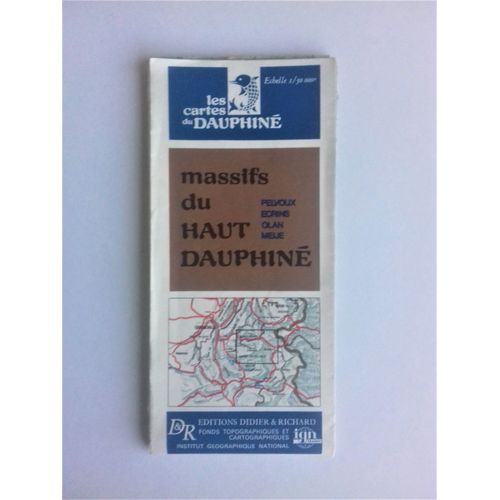 Echelle 1/50 000e
les
cartes
du DAUPHINÉ
massifs
du
HAUT
DAUPHINÉ
PELVOUX
ECRINS
OLAN
MEIJE
D&R
EDITIONS DIDIER & RICHARD
FONDS TOPOGRAPHIQUES ET
CARTOGRAPHIQUES
INSTITUT GEOGRAPHIQUE NATIONAL
ign